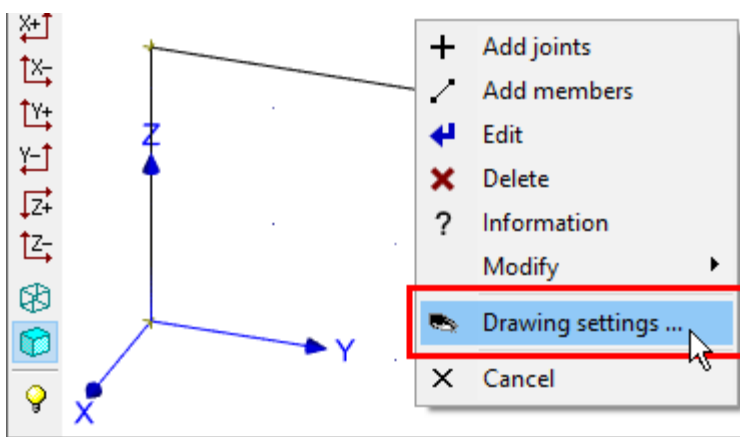 X+
X-
Y+
Y-
Z+
Z-
Z
Y
X
Add joints
Add members
Edit
Delete
? Information
Modify
Drawing settings ...
Cancel